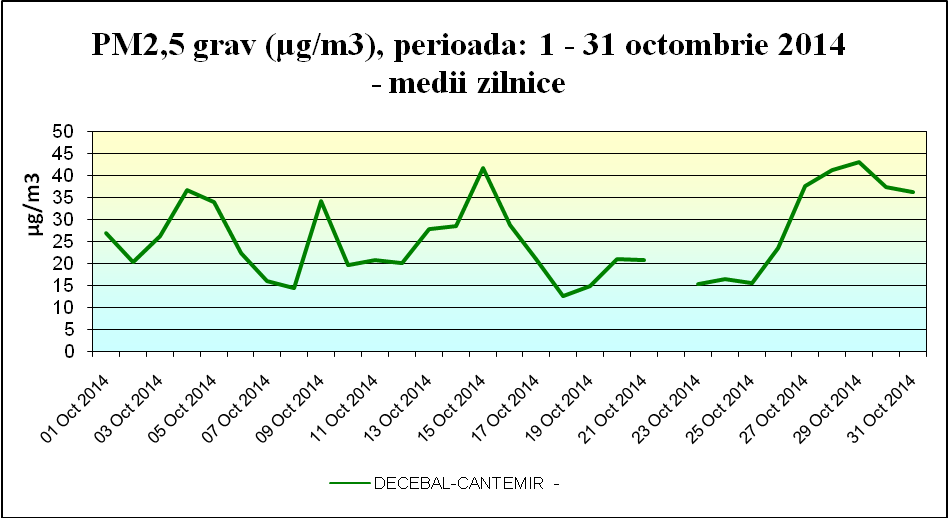 PM2,5 grav (µg/m3), perioada: 1 - 31 octombrie 2014
- medii zilnice
µg/m3
50
45
40
35
30
25
20
15
10
5
0
01 Oct 2014
03 Oct 2014
05 Oct 2014
07 Oct 2014
09 Oct 2014
11 Oct 2014
13 Oct 2014
15 Oct 2014
17 Oct 2014
19 Oct 2014
21 Oct 2014
23 Oct 2014
25 Oct 2014
27 Oct 2014
29 Oct 2014
31 Oct 2014
DECEBAL-CANTEMIR -